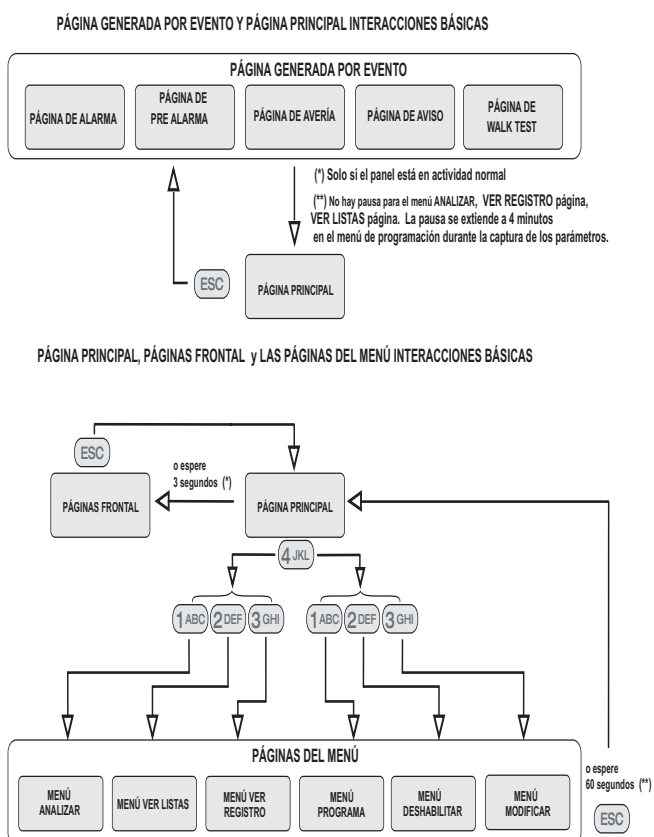 PÁGINA GENERADA POR EVENTO Y PÁGINA PRINCIPAL INTERACCIONES BÁSICAS
PÁGINA GENERADA POR EVENTO
PÁGINA DE ALARMA
PÁGINA DE
PRE ALARMA
PÁGINA DE AVERÍA
PÁGINA DE AVISO
PÁGINA DE
WALK TEST
(*) Solo si el panel está en actividad normal
(**) No hay pausa para el menú ANALIZAR, VER REGISTRO página,
VER LISTAS página. La pausa se extiende a 4 minutos
en el menú de programación durante la captura de los parámetros.
ESC
PÁGINA PRINCIPAL
PÁGINA PRINCIPAL, PÁGINAS FRONTAL y LAS PÁGINAS DEL MENÚ INTERACCIONES BÁSICAS
ESC
o espere
3 segundos (*)
PÁGINAS FRONTAL
PÁGINA PRINCIPAL
4 JKL
1 ABC 2 DEF 3 GHI 1 ABC 2 DEF 3 GHI
PÁGINAS DEL MENÚ
MENÚ
ANALIZAR
MENÚ VER LISTAS
MENÚ VER
REGISTRO
MENÚ
PROGRAMA
MENÚ
DESHABILITAR
MENÚ
MODIFICAR
o espere
60 segundos (**)
ESC